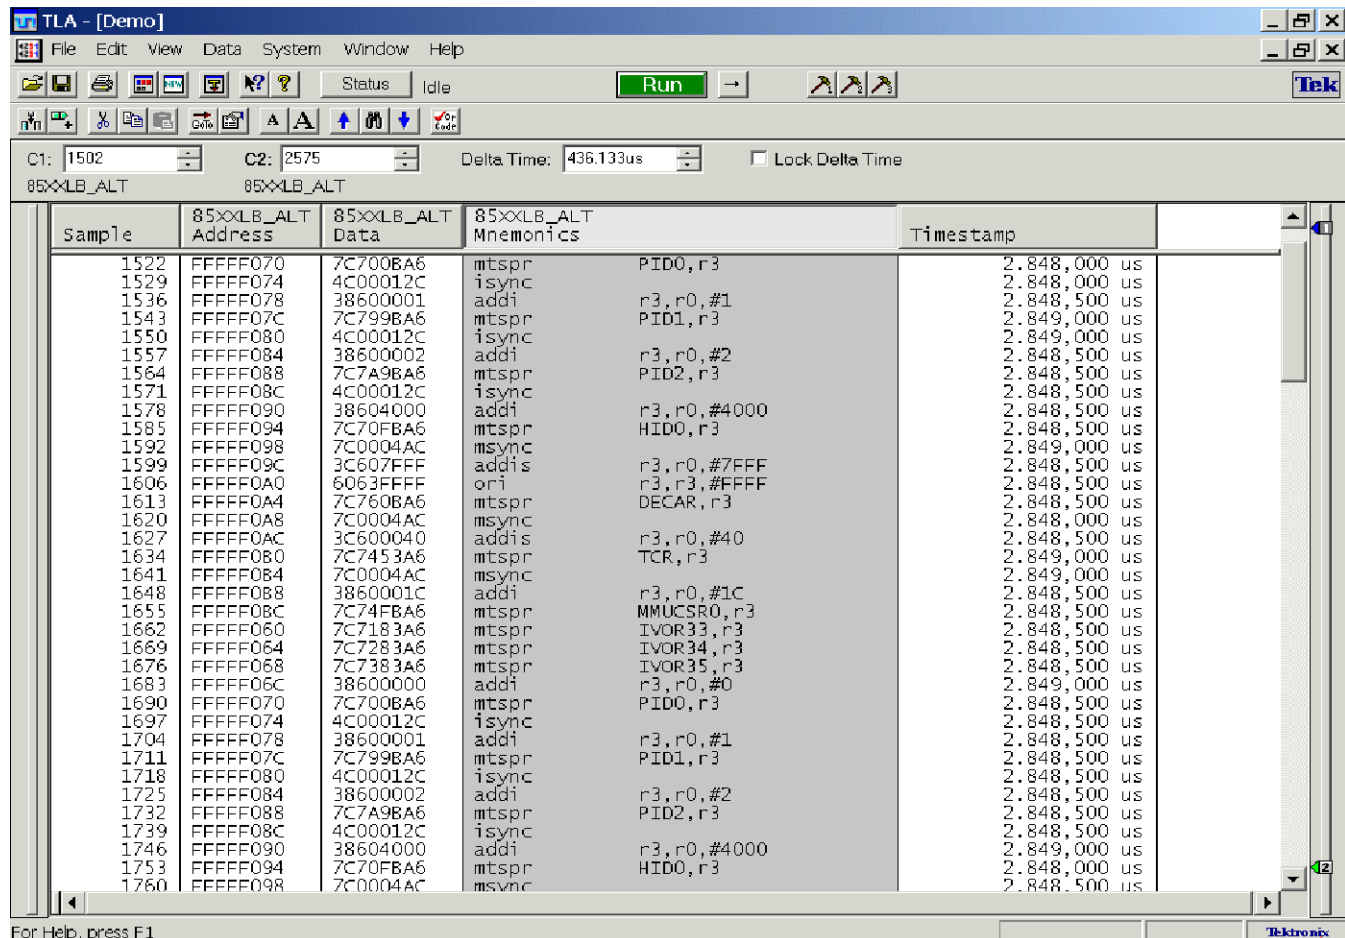 TLA - [Demo]
File Edit View Data System Window Help
Status Idle Run Tek
C1: 1502 C2: 2575 Delta Time: 436.133us Lock Delta Time
85XXLB_ALT 85XXLB_ALT
85XXLB_ALT 85XXLB_ALT 85XXLB_ALT
Sample Address Data Mnemonics Timestamp
1522 FFFFF070 7C700BA6 mtspr PID0,r3 2.848,000 us
1529 FFFFF074 4C00012C isync 2.848,000 us
1536 FFFFF078 38600001 addi r3,r0,#1 2.848,500 us
1543 FFFFF07C 7C799BA6 mtspr PID1,r3 2.849,000 us
1550 FFFFF080 4C00012C isync 2.849,000 us
1557 FFFFF084 38600002 addi r3,r0,#2 2.848,500 us
1564 FFFFF088 7C7A9BA6 mtspr PID2,r3 2.848,500 us
1571 FFFFF08C 4C00012C isync 2.848,500 us
1578 FFFFF090 38604000 addi r3,r0,#4000 2.848,500 us
1585 FFFFF094 7C70FBA6 mtspr HID0,r3 2.848,500 us
1592 FFFFF098 7C0004AC msync 2.849,000 us
1599 FFFFF09C 3C607FFF addis r3,r0,#7FFF 2.848,500 us
1606 FFFFF0A0 6063FFFF ori r3,r3,#FFFF 2.848,500 us
1613 FFFFF0A4 7C760BA6 mtspr DECAR,r3 2.848,500 us
1620 FFFFF0A8 7C0004AC msync 2.848,000 us
1627 FFFFF0AC 3C600040 addis r3,r0,#40 2.848,500 us
1634 FFFFF0B0 7C7453A6 mtspr TCR,r3 2.849,000 us
1641 FFFFF0B4 7C0004AC msync 2.849,000 us
1648 FFFFF0B8 3860001C addi r3,r0,#1C 2.848,500 us
1655 FFFFF0BC 7C74FBA6 mtspr MMUCSR0,r3 2.848,000 us
1662 FFFFF060 7C7183A6 mtspr IVOR33,r3 2.848,500 us
1669 FFFFF064 7C7283A6 mtspr IVOR34,r3 2.848,500 us
1676 FFFFF068 7C7383A6 mtspr IVOR35,r3 2.848,500 us
1683 FFFFF06C 38600000 addi r3,r0,#0 2.849,000 us
1690 FFFFF070 7C700BA6 mtspr PID0,r3 2.848,500 us
1697 FFFFF074 4C00012C isync 2.848,500 us
1704 FFFFF078 38600001 addi r3,r0,#1 2.848,500 us
1711 FFFFF07C 7C799BA6 mtspr PID1,r3 2.848,500 us
1718 FFFFF080 4C00012C isync 2.848,500 us
1725 FFFFF084 38600002 addi r3,r0,#2 2.848,500 us
1732 FFFFF088 7C7A9BA6 mtspr PID2,r3 2.848,500 us
1739 FFFFF08C 4C00012C isync 2.848,500 us
1746 FFFFF090 38604000 addi r3,r0,#4000 2.849,000 us
1753 FFFFF094 7C70FBA6 mtspr HID0,r3 2.848,000 us
1760 FFFFF098 7C0004AC msync 2.848,500 us
For Help, press F1 Tektronix